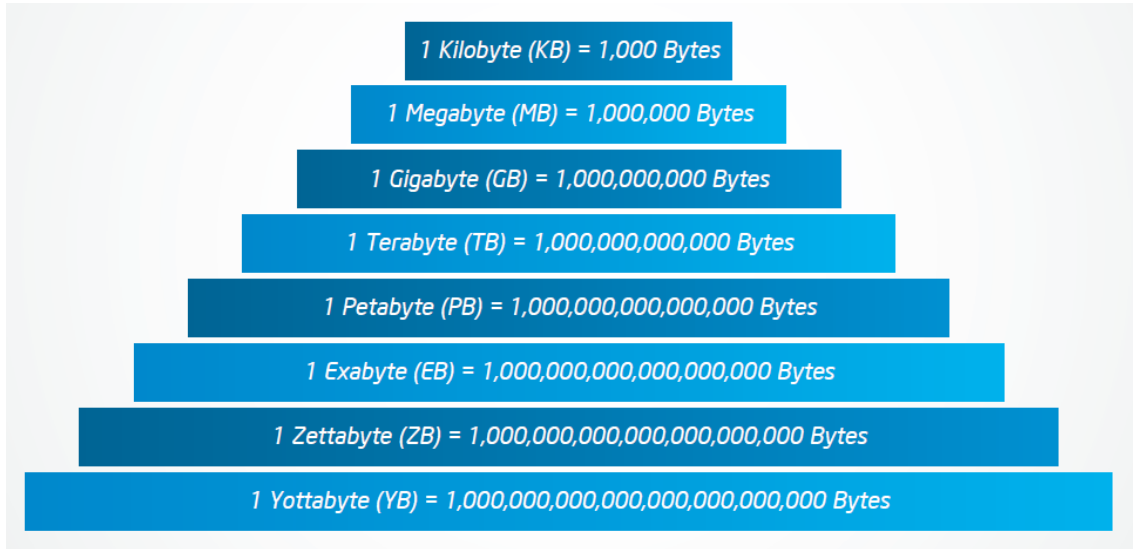 1 Kilobyte (KB) = 1,000 Bytes
1 Megabyte (MB) = 1,000,000 Bytes
1 Gigabyte (GB) = 1,000,000,000 Bytes
1 Terabyte (TB) = 1,000,000,000,000 Bytes
1 Petabyte (PB) = 1,000,000,000,000,000 Bytes
1 Exabyte (EB) = 1,000,000,000,000,000,000 Bytes
1 Zettabyte (ZB) = 1,000,000,000,000,000,000,000 Bytes
1 Yottabyte (YB) = 1,000,000,000,000,000,000,000,000 Bytes